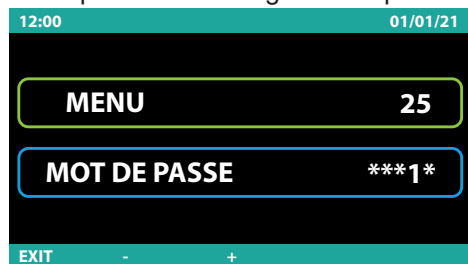 12:00 01/01/21
MENU 25
MOT DE PASSE ***1*
EXIT - +